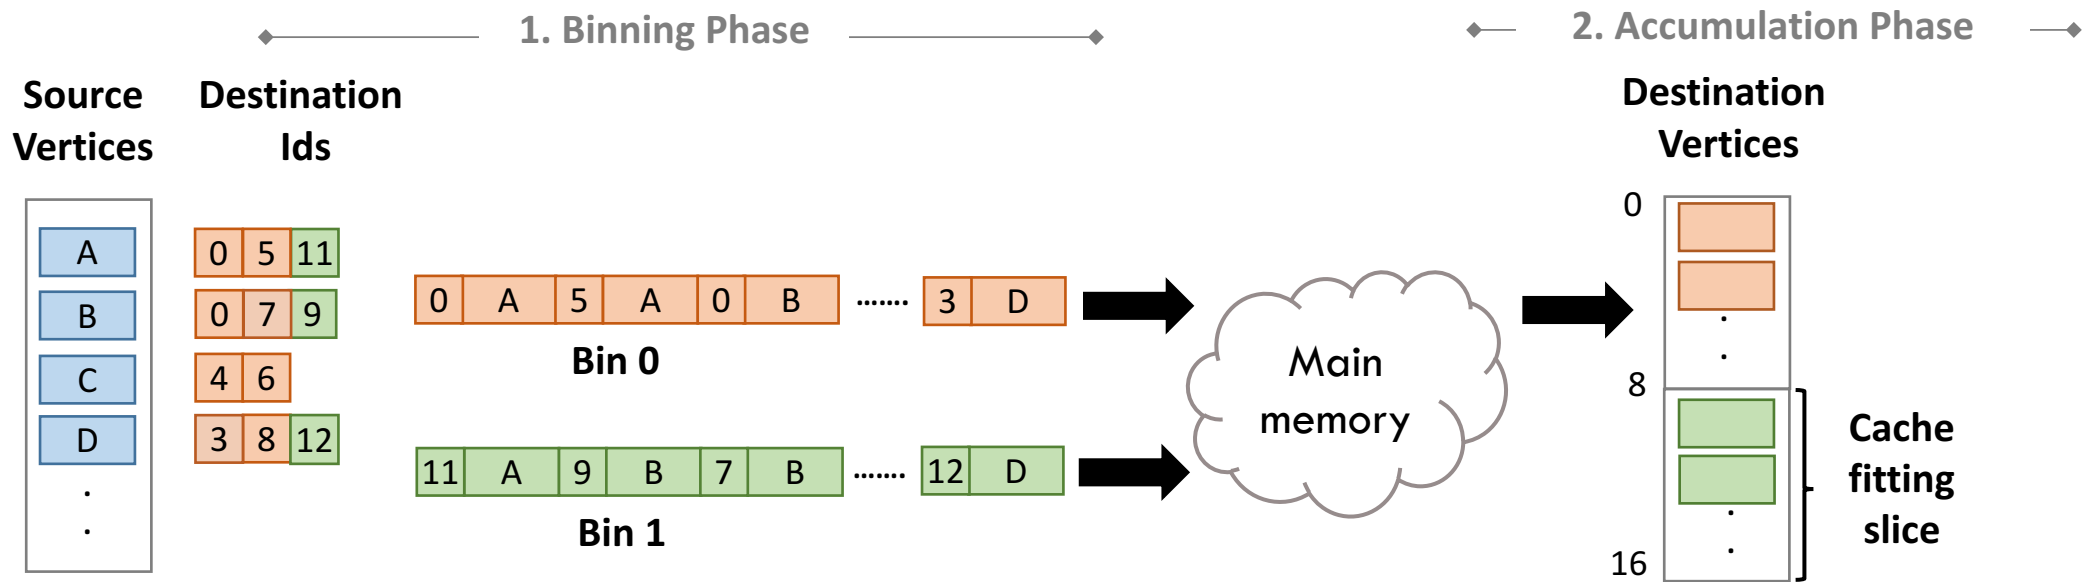 1. Binning Phase
2. Accumulation Phase
Source
Vertices
Destination
Ids
Destination
Vertices
A
0 5 11
B
0 7 9
C
4 6
D
3 8 12
0 A 5 A 0 B ....... 3 D
Bin 0
11 A 9 B 7 B ....... 12 D
Bin 1
Main
memory
0
8
16
Cache
fitting
slice